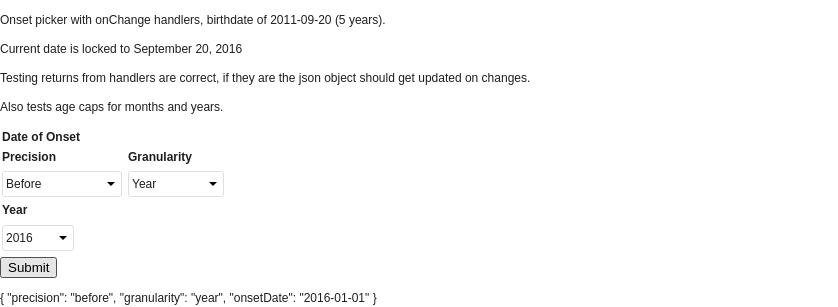 Onset picker with onChange handlers, birthdate of 2011-09-20 (5 years).
Current date is locked to September 20, 2016
Testing returns from handlers are correct, if they are the json object should get updated on changes.
Also tests age caps for months and years.
Date of Onset
Precision Granularity
Before Year
Year
2016
Submit
{ "precision": "before", "granularity": "year", "onsetDate": "2016-01-01" }